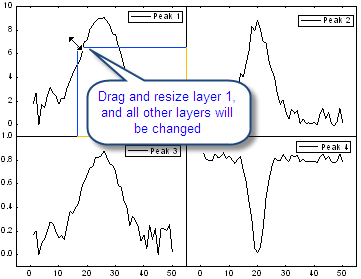 10
8
6
4
2
0
Peak 1
Peak 2
Drag and resize layer 1,
and all other layers will
be changed
1.0
0.8
0.6
0.4
0.2
0.0
Peak 3
Peak 4
0 10 20 30 40 50
0 10 20 30 40 50